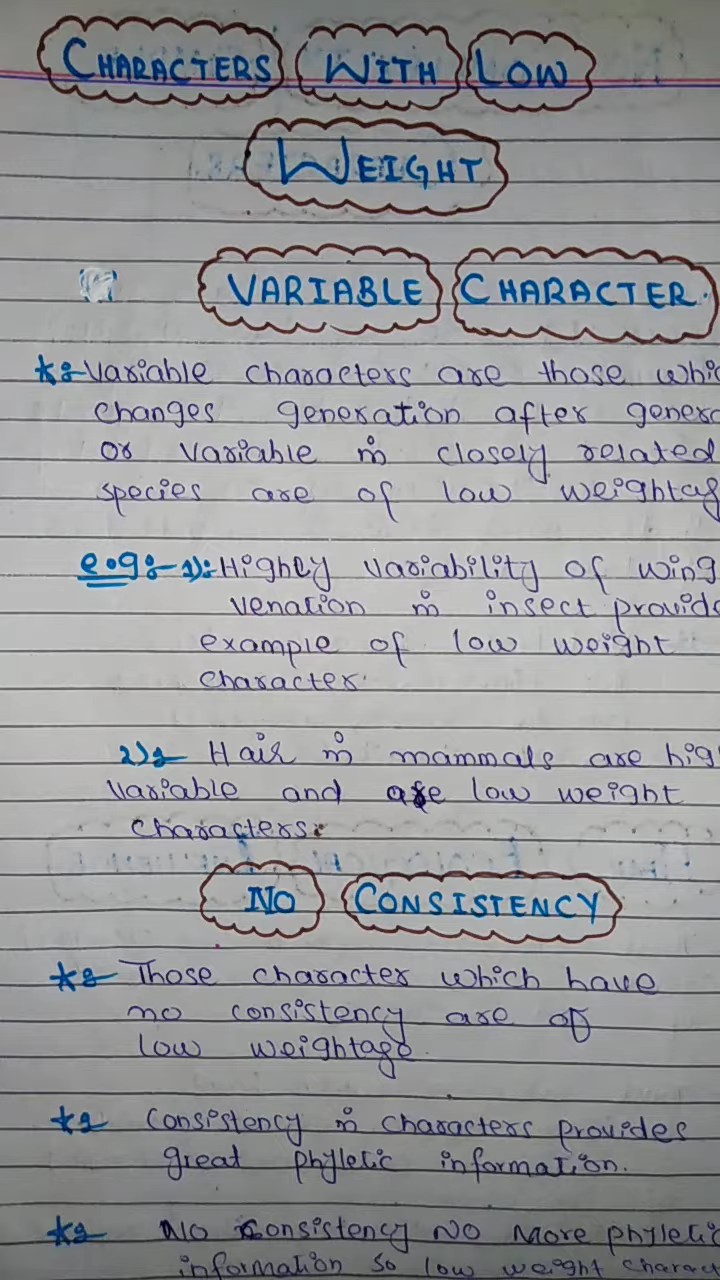 CHARACTERS WITH LOW
WEIGHT
VARIABLE CHARACTER.
*:- Variable characters are those whic
changes generation after genera
or variable in closely related
species are of low weightag
e.g:- 1):- Highly variability of wing
venation in insect provide
example of low weight
character.
2):- Hair in mammals are hig
variable and are low weight
characters.
NO CONSISTENCY
*:- Those character which have
no consistency are of
low weightage.
*:- Consistency in characters provides
great phyletic information.
*:- No consistency No More phyleti
information so low weight charact